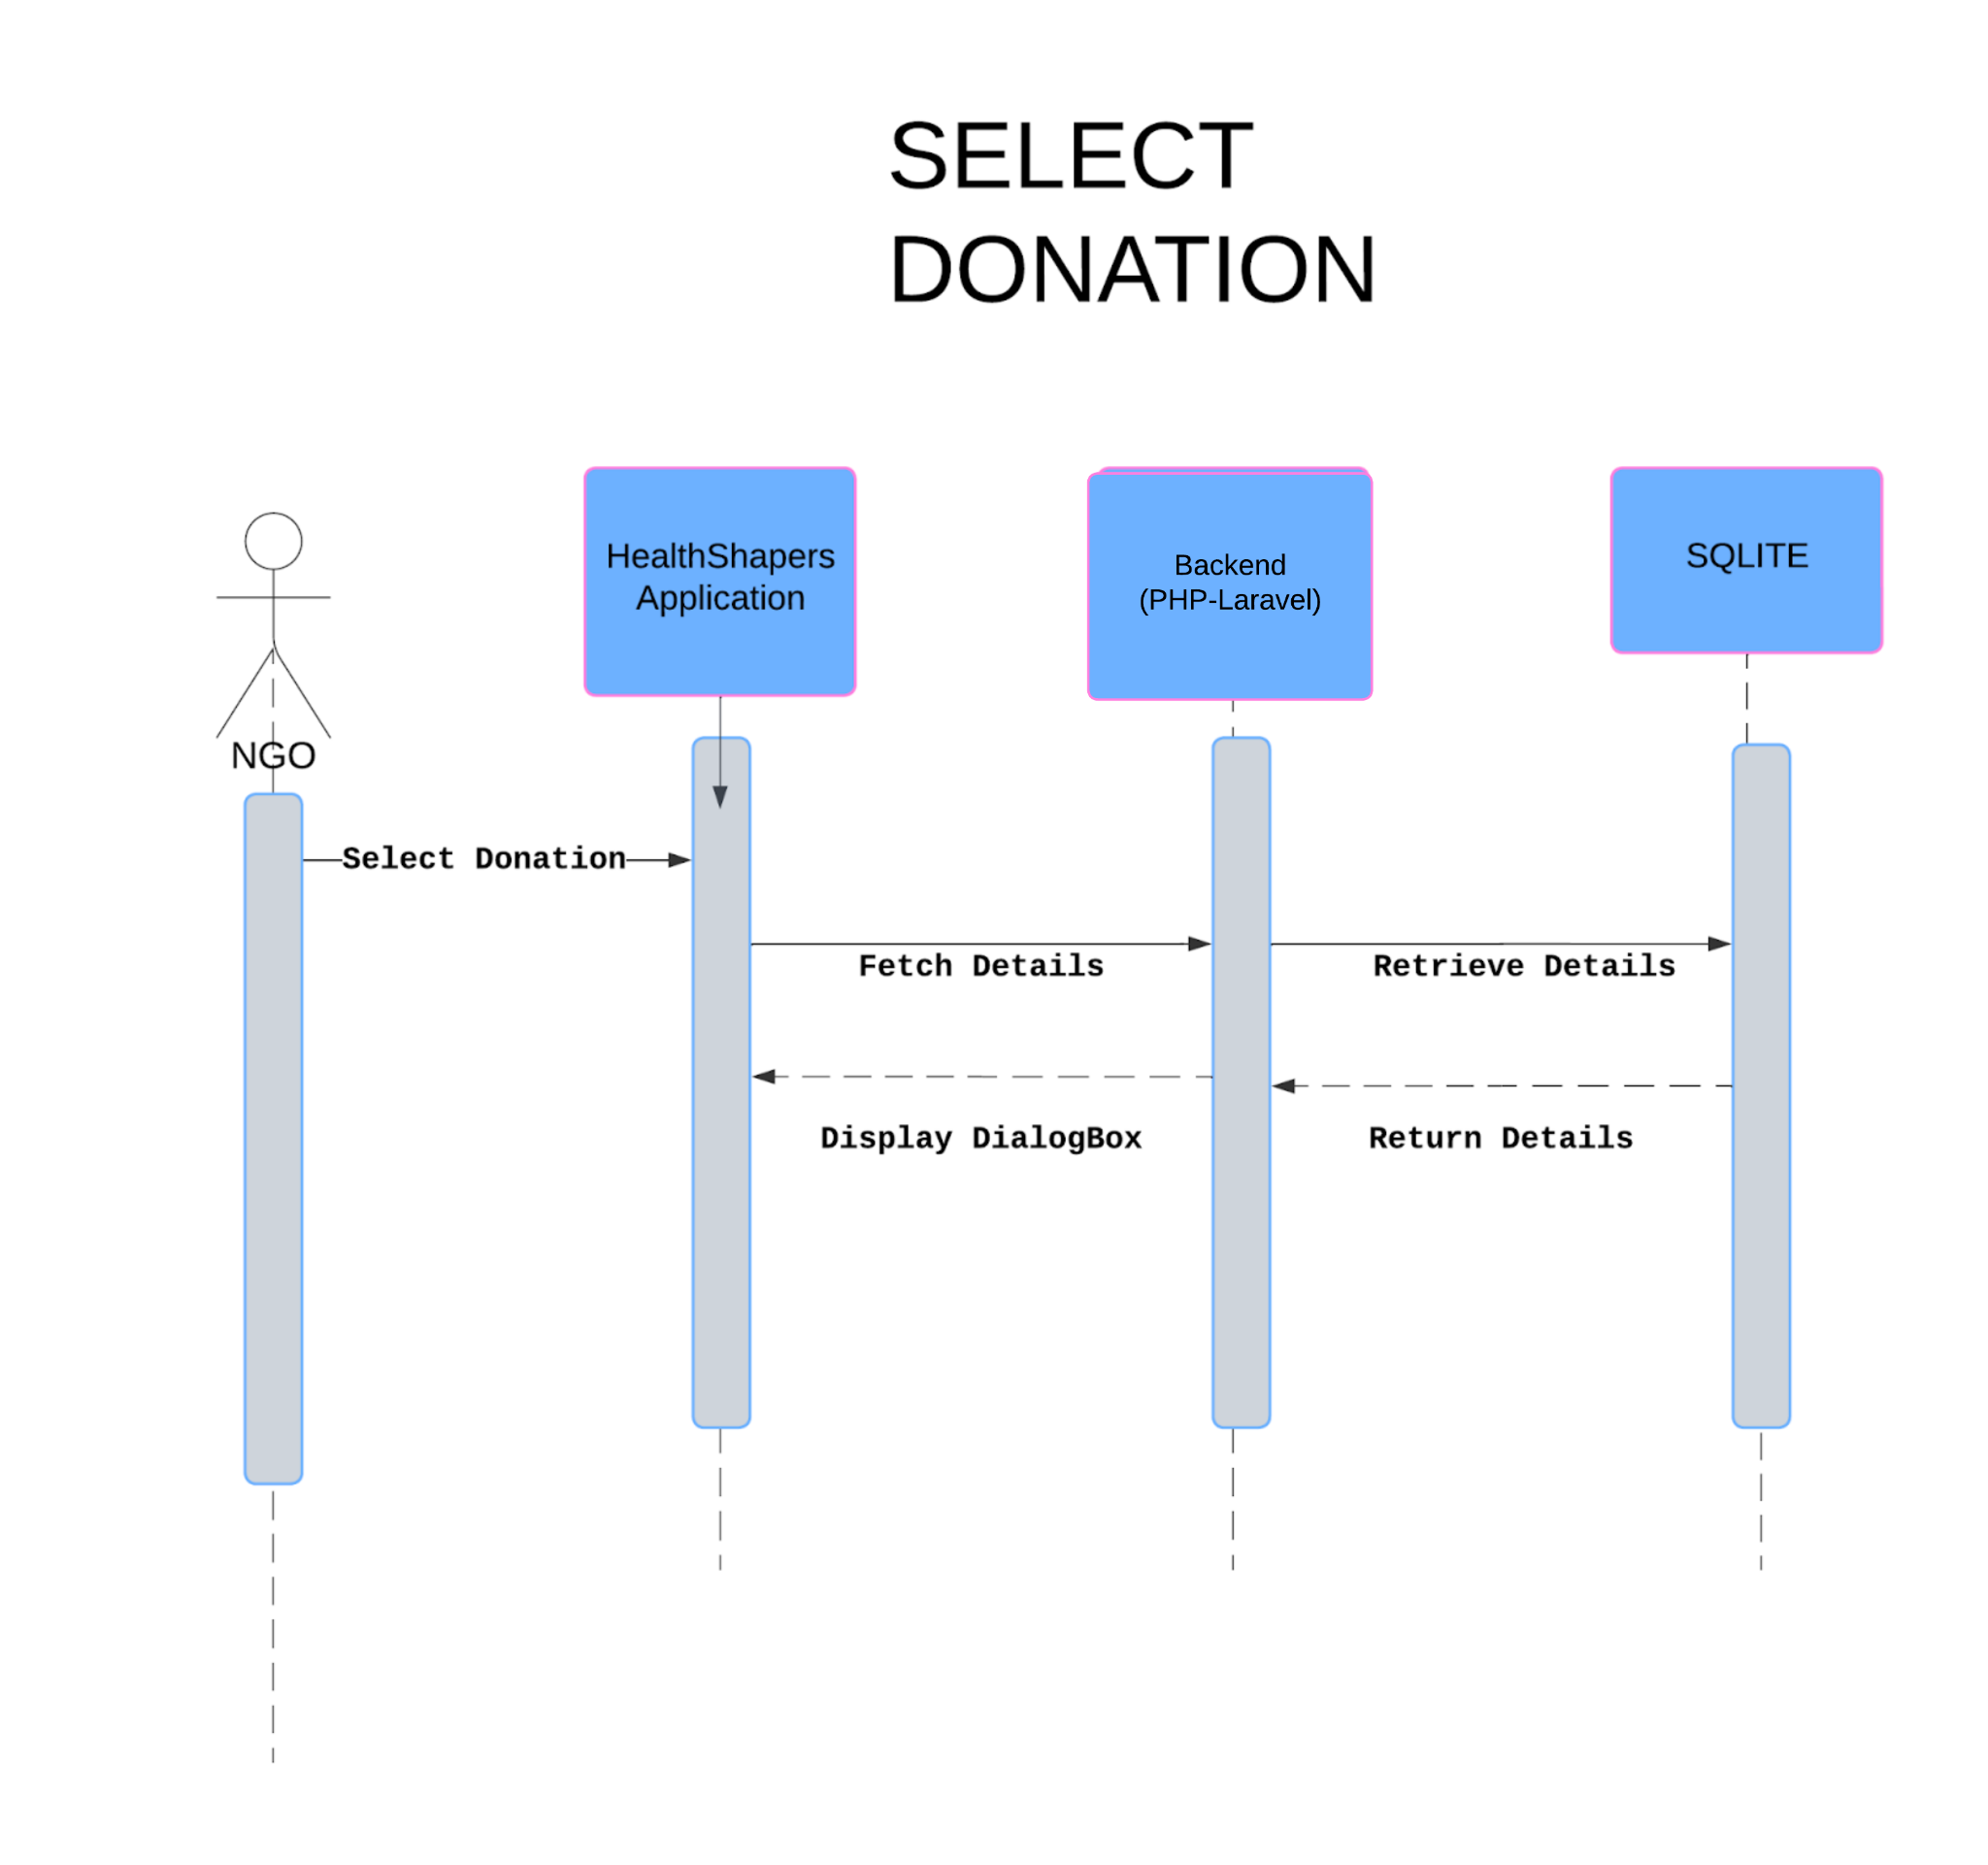 SELECT
DONATION
HealthShapers
Application
Backend
(PHP-Laravel)
SQLITE
NGO
Select Donation
Fetch Details
Retrieve Details
Display DialogBox
Return Details